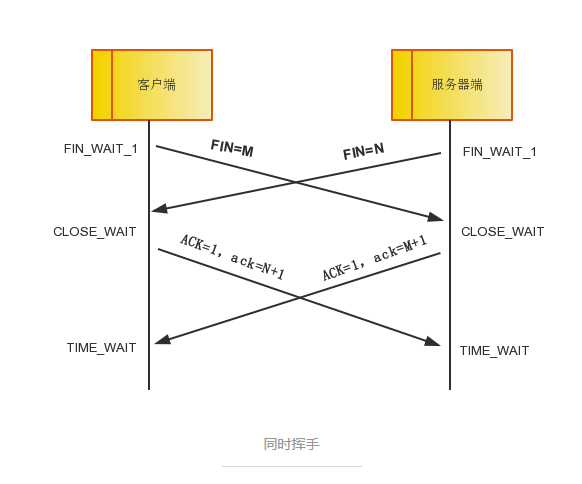 客户端
服务器端
FIN_WAIT_1
FIN=M
FIN=N
FIN_WAIT_1
CLOSE_WAIT
CLOSE_WAIT
ACK=1, ack=N+1
ACK=1, ack=M+1
TIME_WAIT
TIME_WAIT
同时挥手